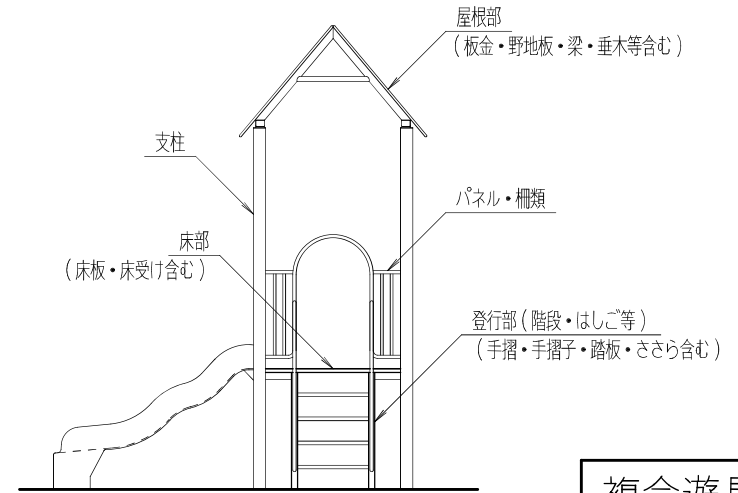 屋根部
(板金・野地板・梁・垂木等含む)
支柱
パネル・柵類
床部
(床板・床受け含む)
登行部(階段・はしご等)
(手摺・手摺子・踏板・ささら含む)